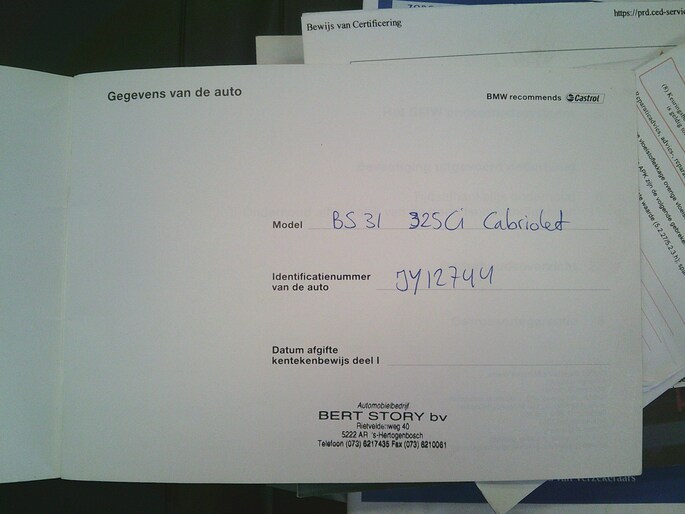 Bewijs van Certificering
https://prd.ced-servic
Gegevens van de auto
BMW recommends Castrol
Model BS31 325Ci Cabriolet
Identificatienummer
van de auto JY12744
Datum afgifte
kentekenbewijs deel I
Automobielbedrijf
BERT STORY bv
Rietveldenweg 40
5222 AR 's-Hertogenbosch
Telefoon (073) 6217435 Fax (073) 6210061